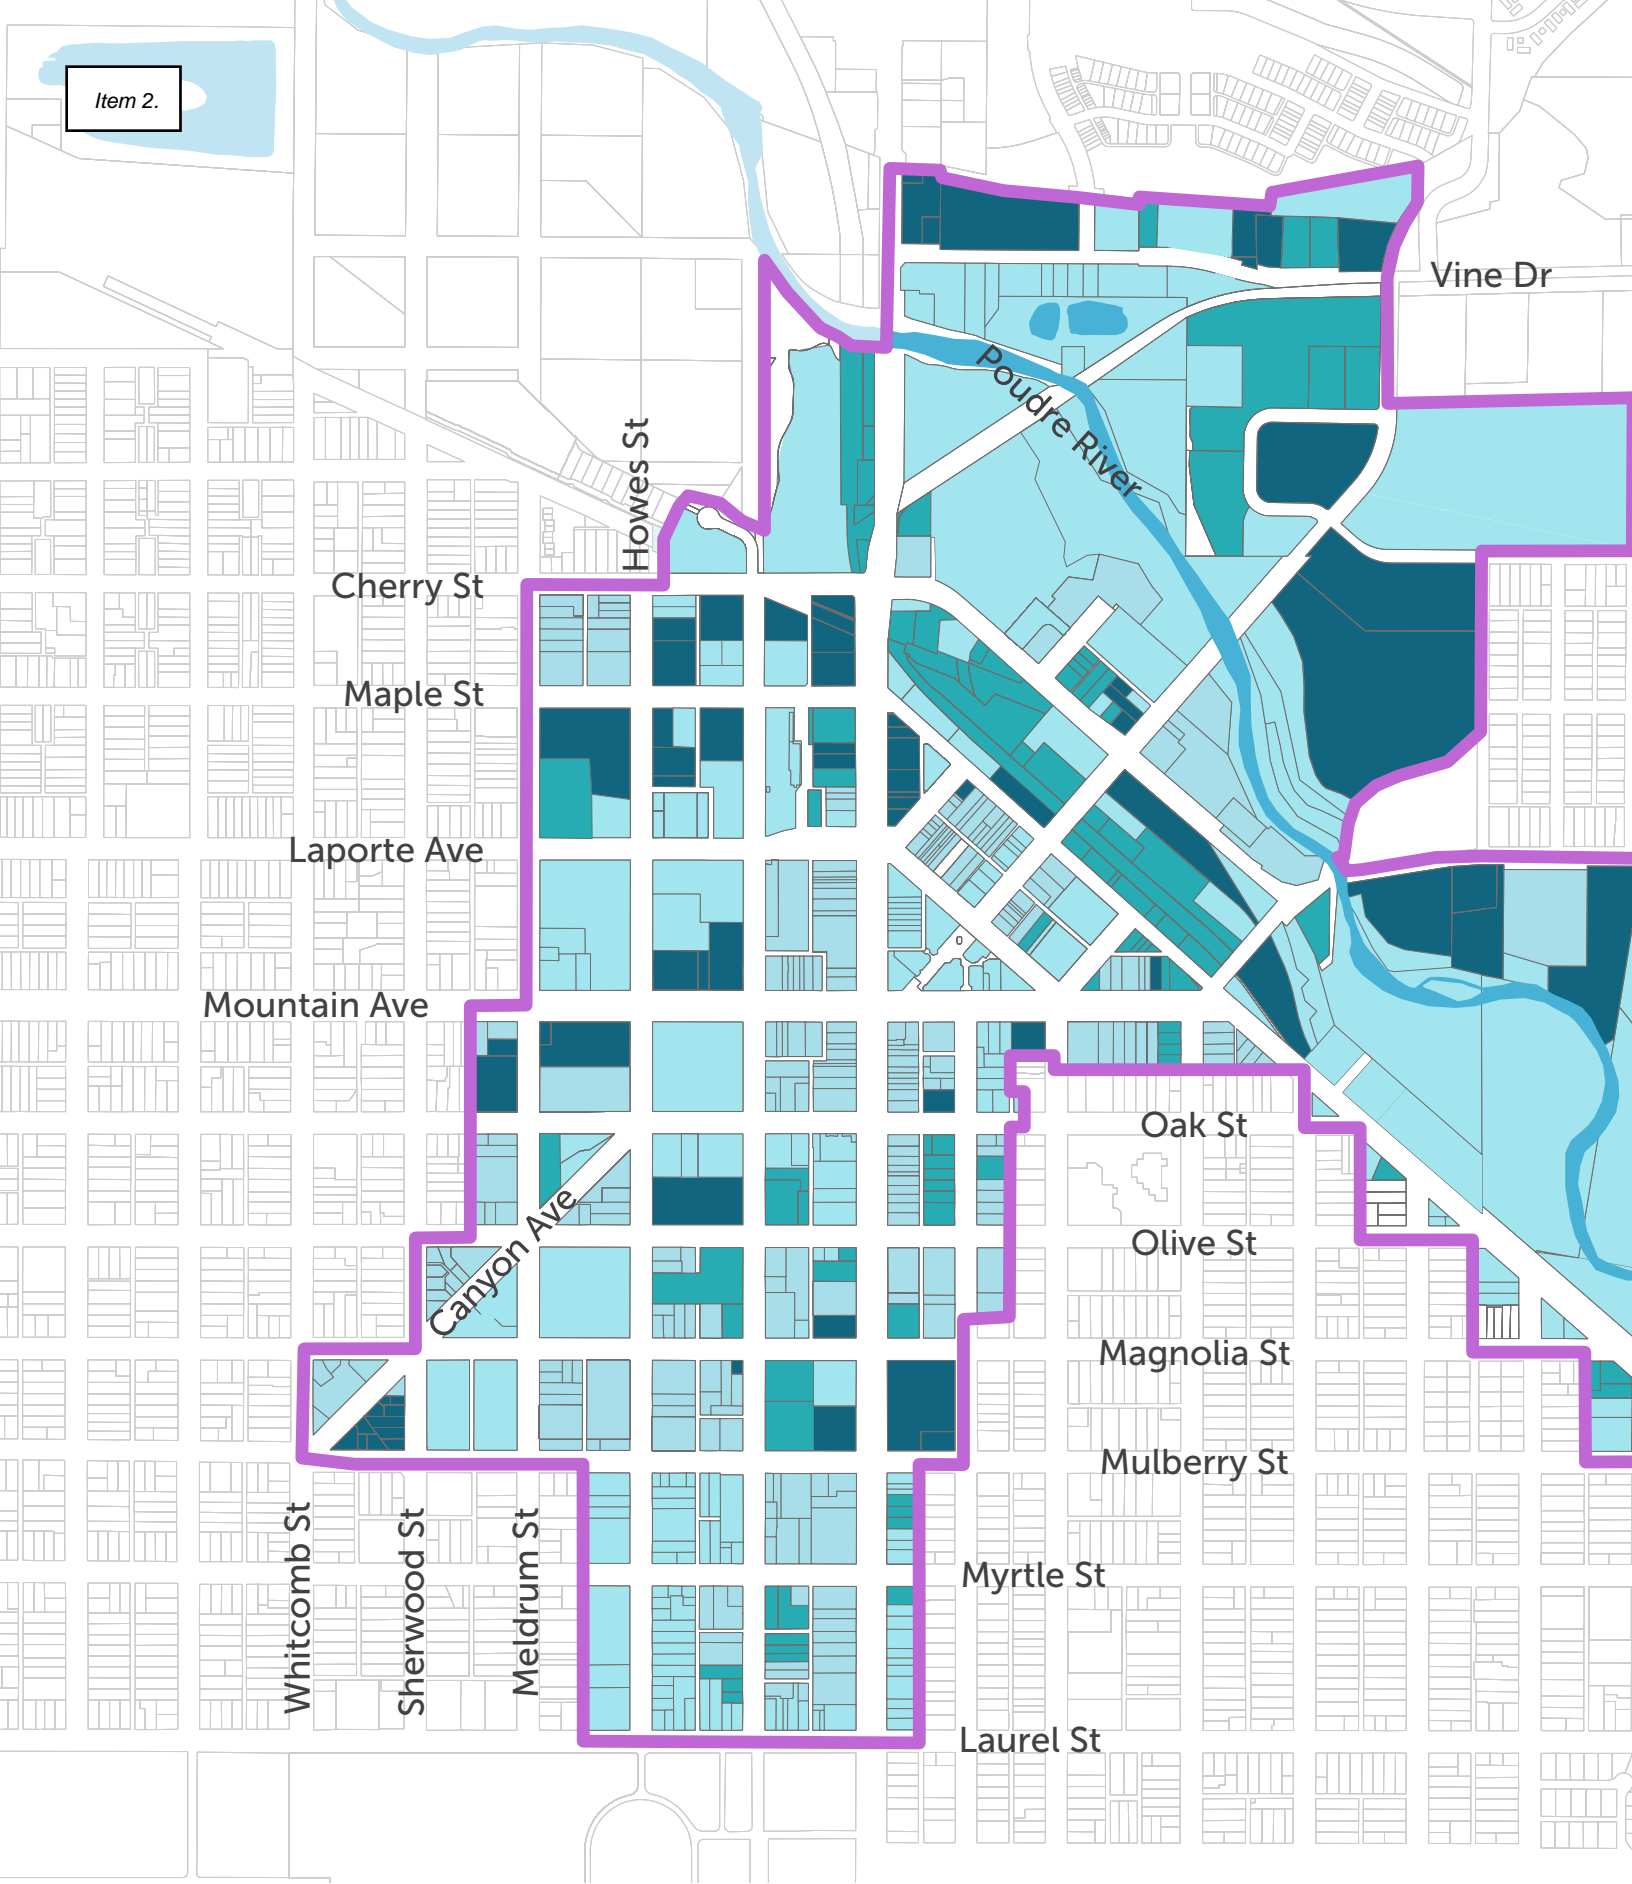 Item 2.
Vine Dr
Poudre River
Howes St
Cherry St
Maple St
Laporte Ave
Mountain Ave
Oak St
Canyon Ave
Olive St
Magnolia St
Mulberry St
Whitcomb St
Sherwood St
Meldrum St
Myrtle St
Laurel St